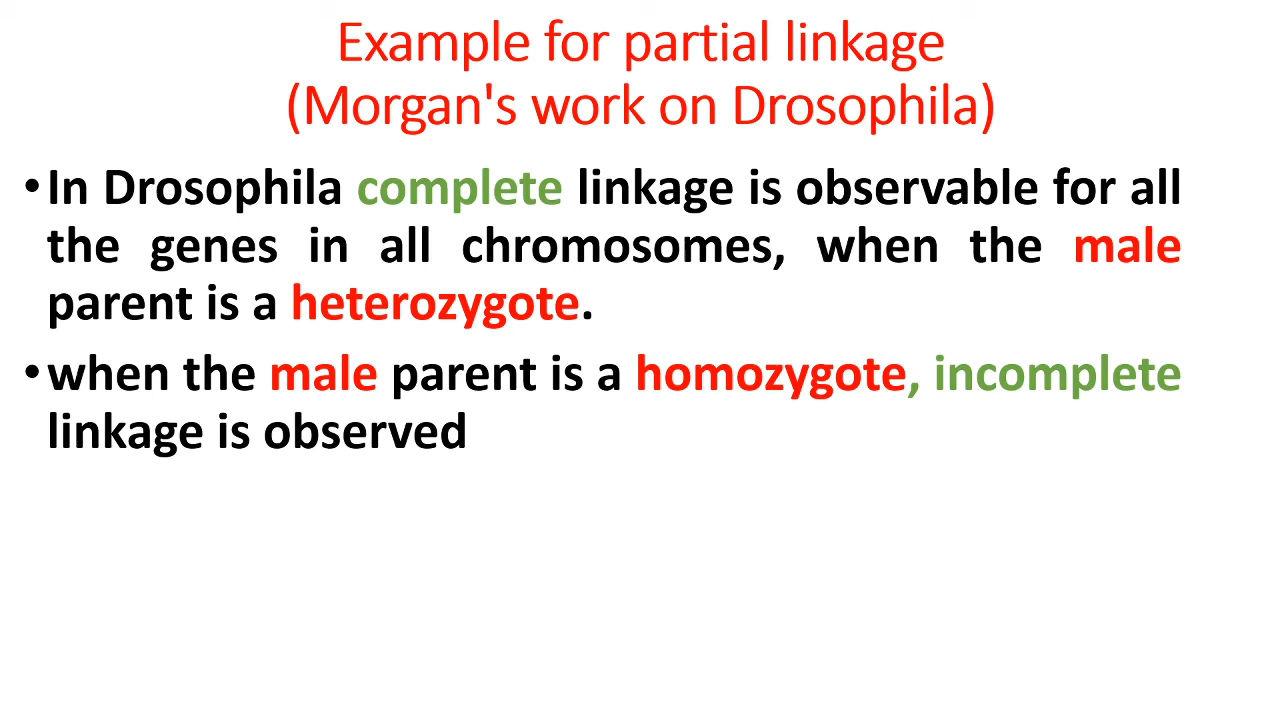 Example for partial linkage
(Morgan's work on Drosophila)
•In Drosophila complete linkage is observable for all
the genes in all chromosomes, when the male
parent is a heterozygote.
•when the male parent is a homozygote, incomplete
linkage is observed